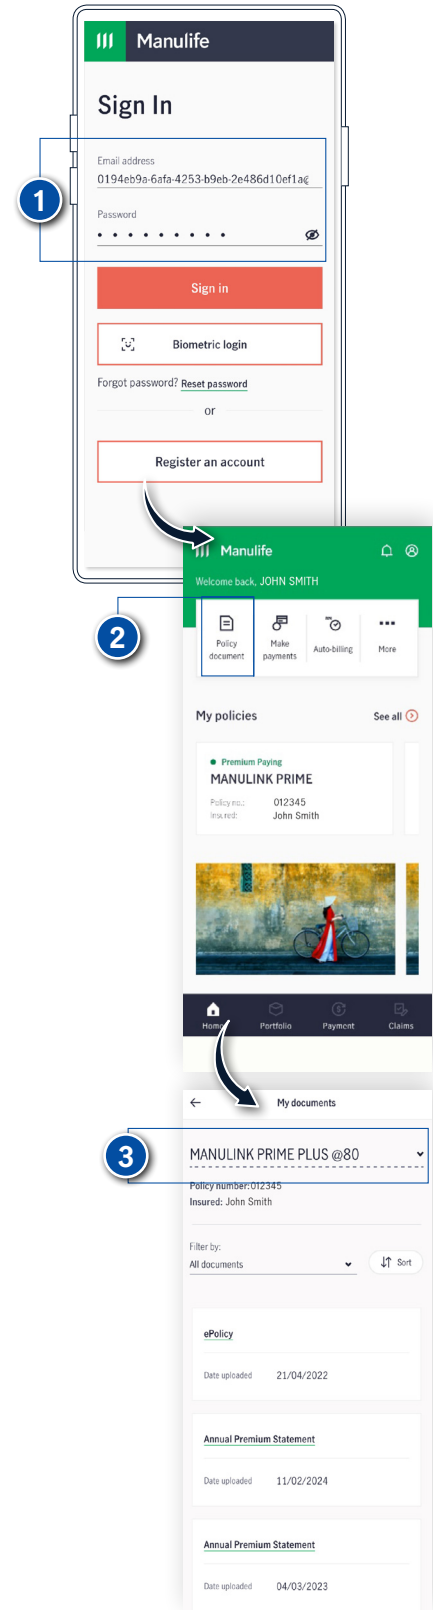 Manulife
Sign In
Email address
0194eb9a-6afa-4253-b9eb-2e486d10ef1a@
1
Password
Sign in
Biometric login
Forgot password? Reset password
or
Register an account
Manulife
Welcome back, JOHN SMITH
2
Policy document
Make payments
Auto-billing
More
My policies
See all
Premium Paying
MANULINK PRIME
Policy no.: 012345
Insured: John Smith
Home
Portfolio
Payment
Claims
My documents
3
MANULINK PRIME PLUS @80
Policy number: 012345
Insured: John Smith
Filter by:
All documents
Sort
ePolicy
Date uploaded 21/04/2022
Annual Premium Statement
Date uploaded 11/02/2024
Annual Premium Statement
Date uploaded 04/03/2023